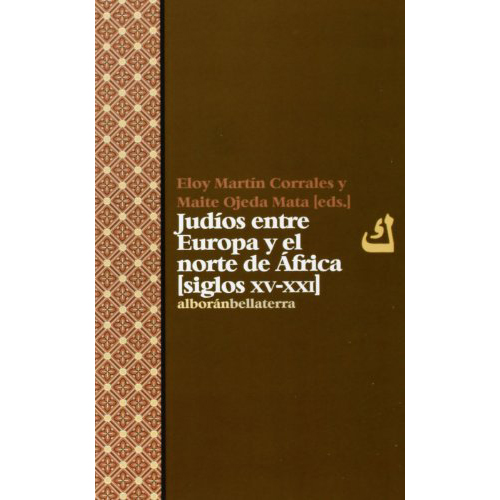 Eloy Martín Corrales y
Maite Ojeda Mata [eds.]
Judíos entre
Europa y el
norte de África
[siglos XV-XXI]
alboránbellaterra
ك